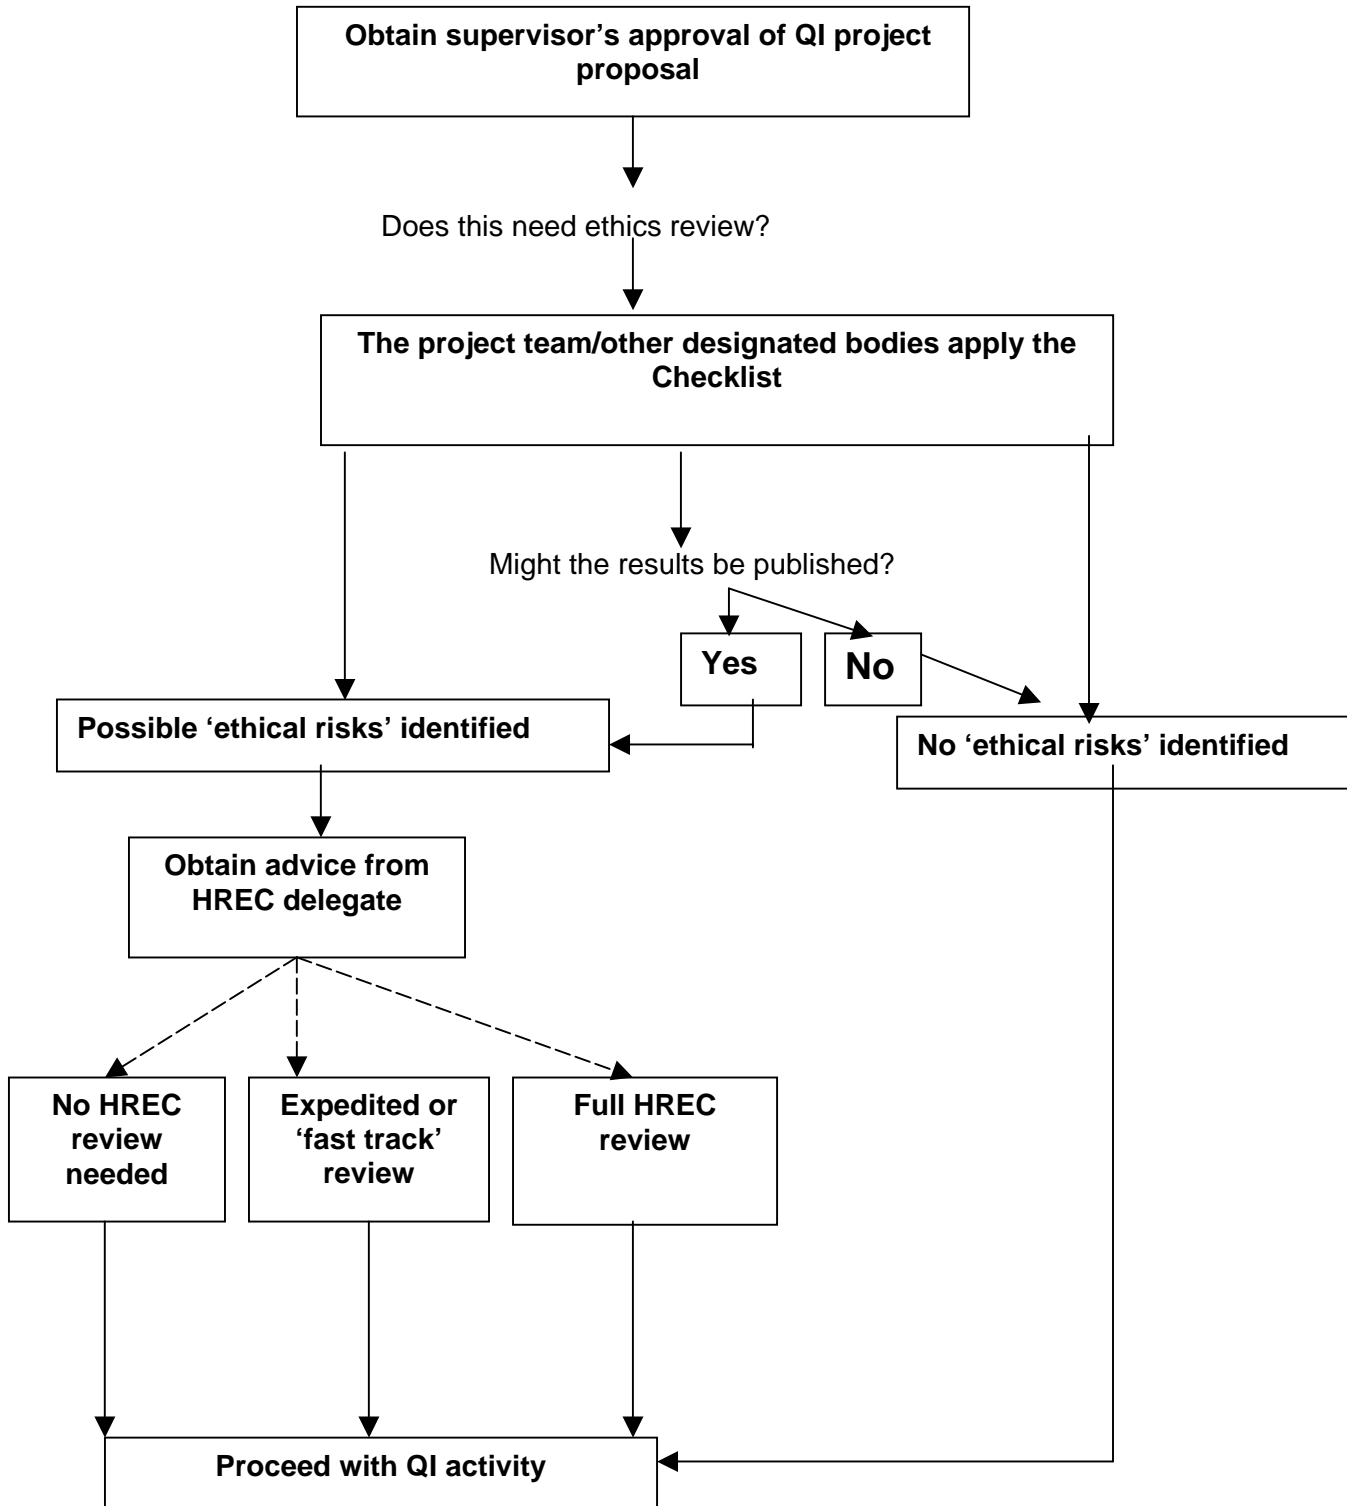 Obtain supervisor’s approval of QI project
proposal
Does this need ethics review?
The project team/other designated bodies apply the
Checklist
Might the results be published?
Yes
No
Possible ‘ethical risks’ identified
No ‘ethical risks’ identified
Obtain advice from
HREC delegate
No HREC
review
needed
Expedited or
‘fast track’
review
Full HREC
review
Proceed with QI activity